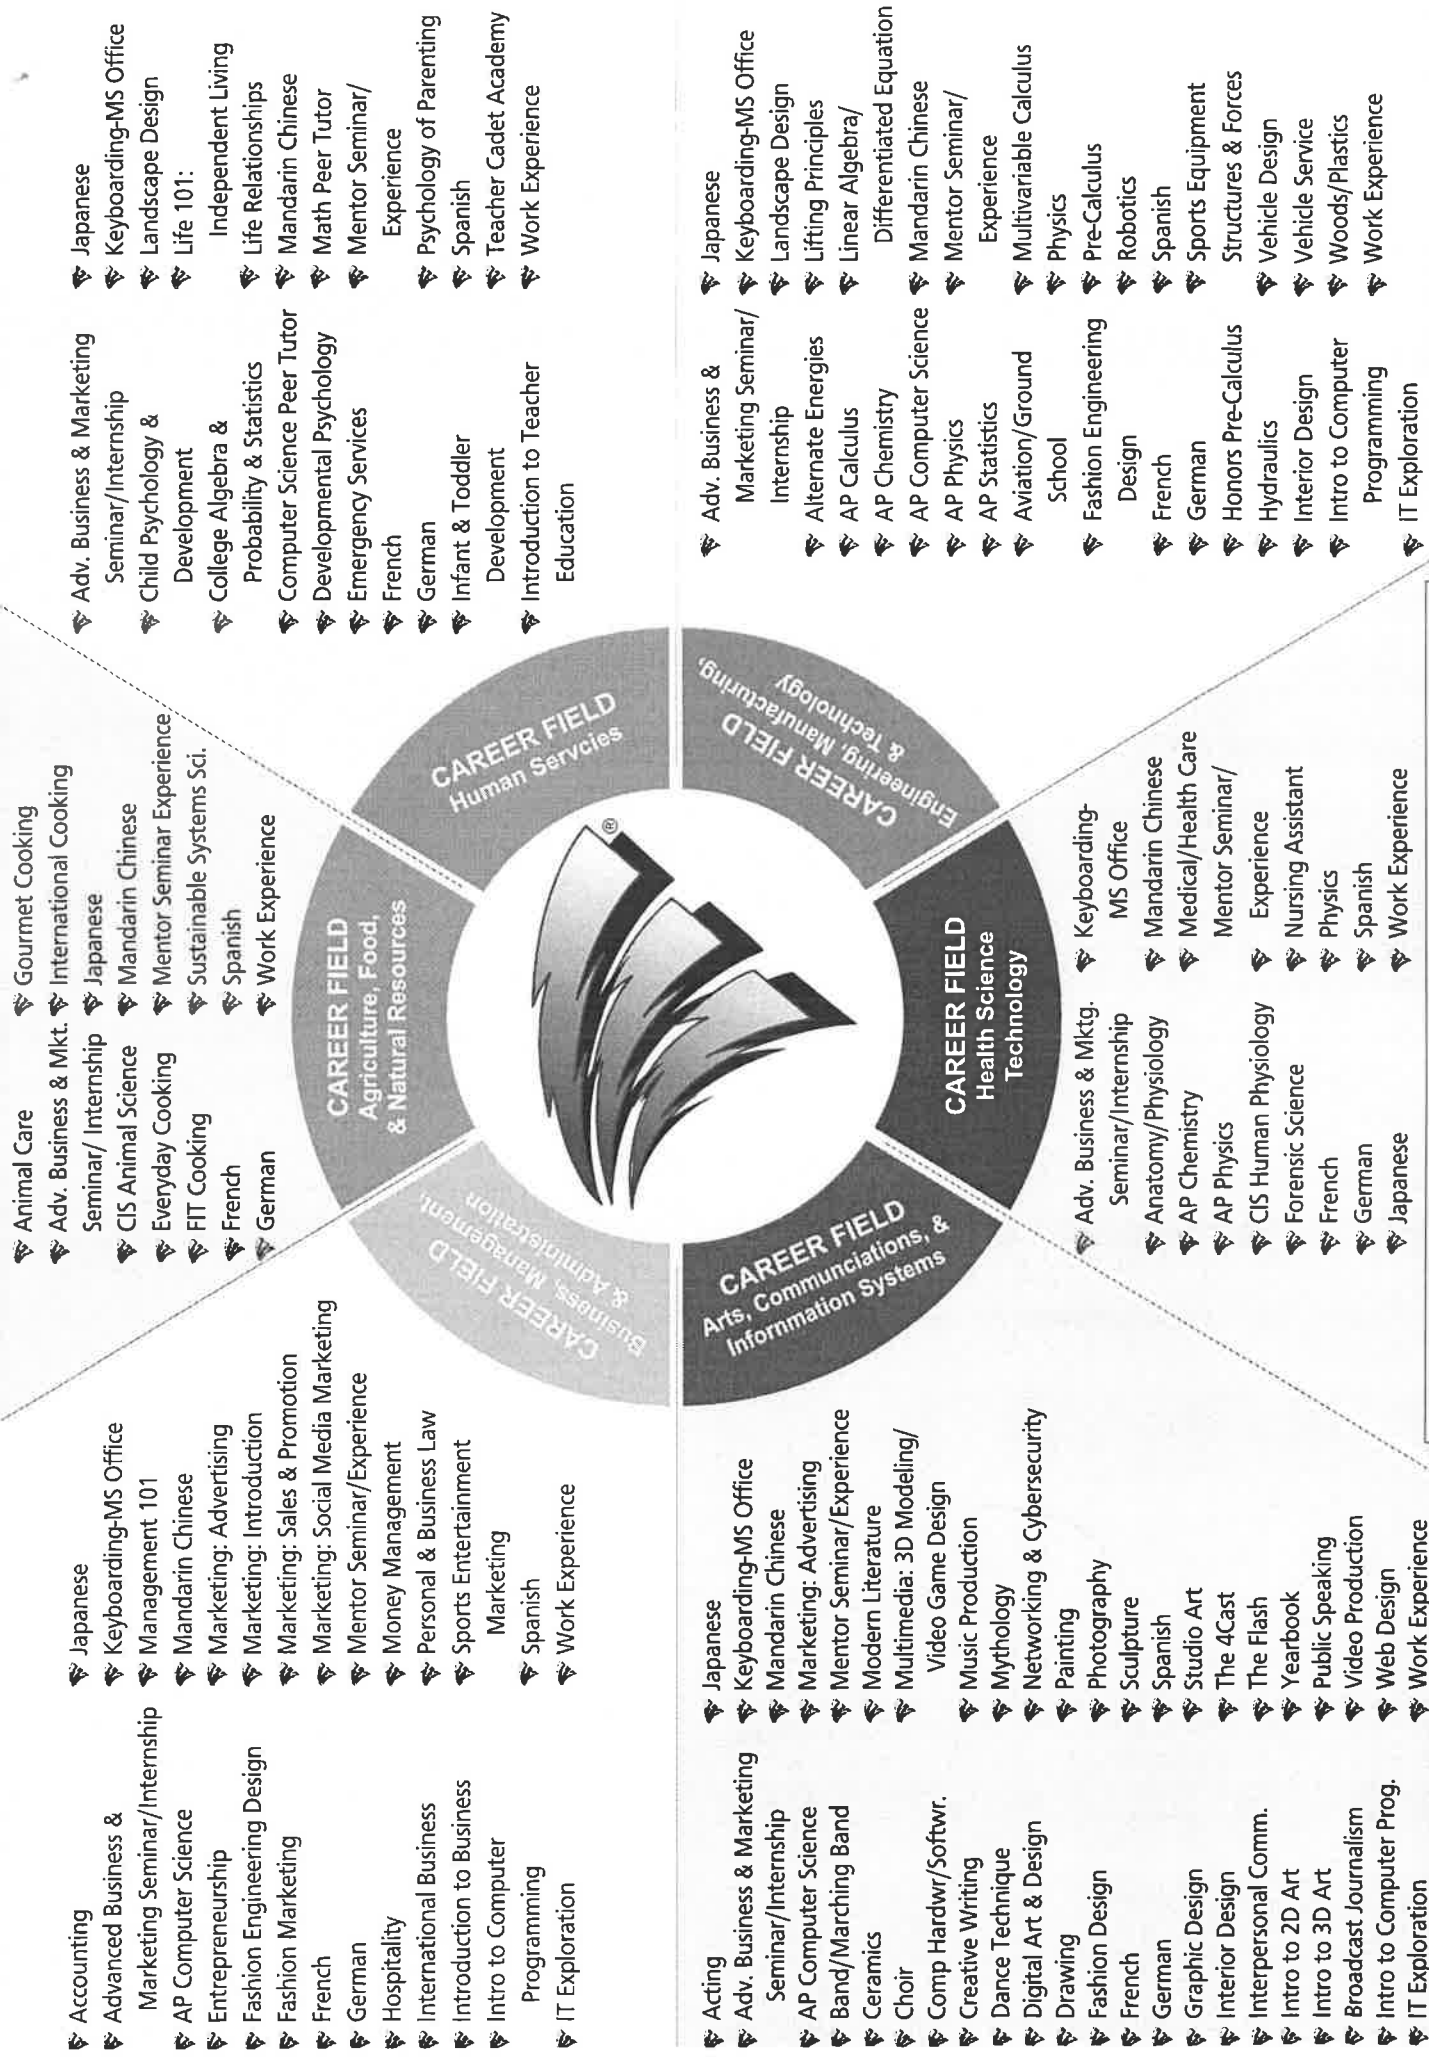 Accounting
Advanced Business &
Marketing Seminar/Internship
AP Computer Science
Entrepreneurship
Fashion Engineering Design
Fashion Marketing
French
German
Hospitality
International Business
Introduction to Business
Intro to Computer
Programming
IT Exploration
Japanese
Keyboarding-MS Office
Management 101
Mandarin Chinese
Marketing: Advertising
Marketing: Introduction
Marketing: Sales & Promotion
Marketing: Social Media Marketing
Mentor Seminar/Experience
Money Management
Personal & Business Law
Sports Entertainment
Marketing
Spanish
Work Experience
Animal Care
Adv. Business & Mkt.
Seminar/ Internship
CIS Animal Science
Everyday Cooking
FIT Cooking
French
German
Gourmet Cooking
International Cooking
Japanese
Mandarin Chinese
Mentor Seminar Experience
Sustainable Systems Sci.
Spanish
Work Experience
Adv. Business & Marketing
Seminar/Internship
Child Psychology &
Development
College Algebra &
Probability & Statistics
Computer Science Peer Tutor
Developmental Psychology
Emergency Services
French
German
Infant & Toddler
Development
Introduction to Teacher
Education
Japanese
Keyboarding-MS Office
Landscape Design
Life 101:
Independent Living
Life Relationships
Mandarin Chinese
Math Peer Tutor
Mentor Seminar/
Experience
Psychology of Parenting
Spanish
Teacher Cadet Academy
Work Experience
CAREER FIELD
Business, Management,
& Administration
CAREER FIELD
Agriculture, Food,
& Natural Resources
CAREER FIELD
Human Servcies
®
CAREER FIELD
Arts, Communciations, &
Infornmation Systems
CAREER FIELD
Health Science
Technology
CAREER FIELD
Engineering, Manufacturing,
& Technology
Acting
Adv. Business & Marketing
Seminar/Internship
AP Computer Science
Band/Marching Band
Ceramics
Choir
Comp Hardwr/Softwr.
Creative Writing
Dance Technique
Digital Art & Design
Drawing
Fashion Design
French
German
Graphic Design
Interior Design
Interpersonal Comm.
Intro to 2D Art
Intro to 3D Art
Broadcast Journalism
Intro to Computer Prog.
IT Exploration
Japanese
Keyboarding-MS Office
Mandarin Chinese
Marketing: Advertising
Mentor Seminar/Experience
Modern Literature
Multimedia: 3D Modeling/
Video Game Design
Music Production
Mythology
Networking & Cybersecurity
Painting
Photography
Sculpture
Spanish
Studio Art
The 4Cast
The Flash
Yearbook
Public Speaking
Video Production
Web Design
Work Experience
Adv. Business & Mktg.
Seminar/Internship
Anatomy/Physiology
AP Chemistry
AP Physics
CIS Human Physiology
Forensic Science
French
German
Japanese
Keyboarding-
MS Office
Mandarin Chinese
Medical/Health Care
Mentor Seminar/
Experience
Nursing Assistant
Physics
Spanish
Work Experience
Adv. Business &
Marketing Seminar/
Internship
Alternate Energies
AP Calculus
AP Chemistry
AP Computer Science
AP Physics
AP Statistics
Aviation/Ground
School
Fashion Engineering
Design
French
German
Honors Pre-Calculus
Hydraulics
Interior Design
Intro to Computer
Programming
IT Exploration
Japanese
Keyboarding-MS Office
Landscape Design
Lifting Principles
Linear Algebra/
Differentiated Equation
Mandarin Chinese
Mentor Seminar/
Experience
Multivariable Calculus
Physics
Pre-Calculus
Robotics
Spanish
Sports Equipment
Structures & Forces
Vehicle Design
Vehicle Service
Woods/Plastics
Work Experience